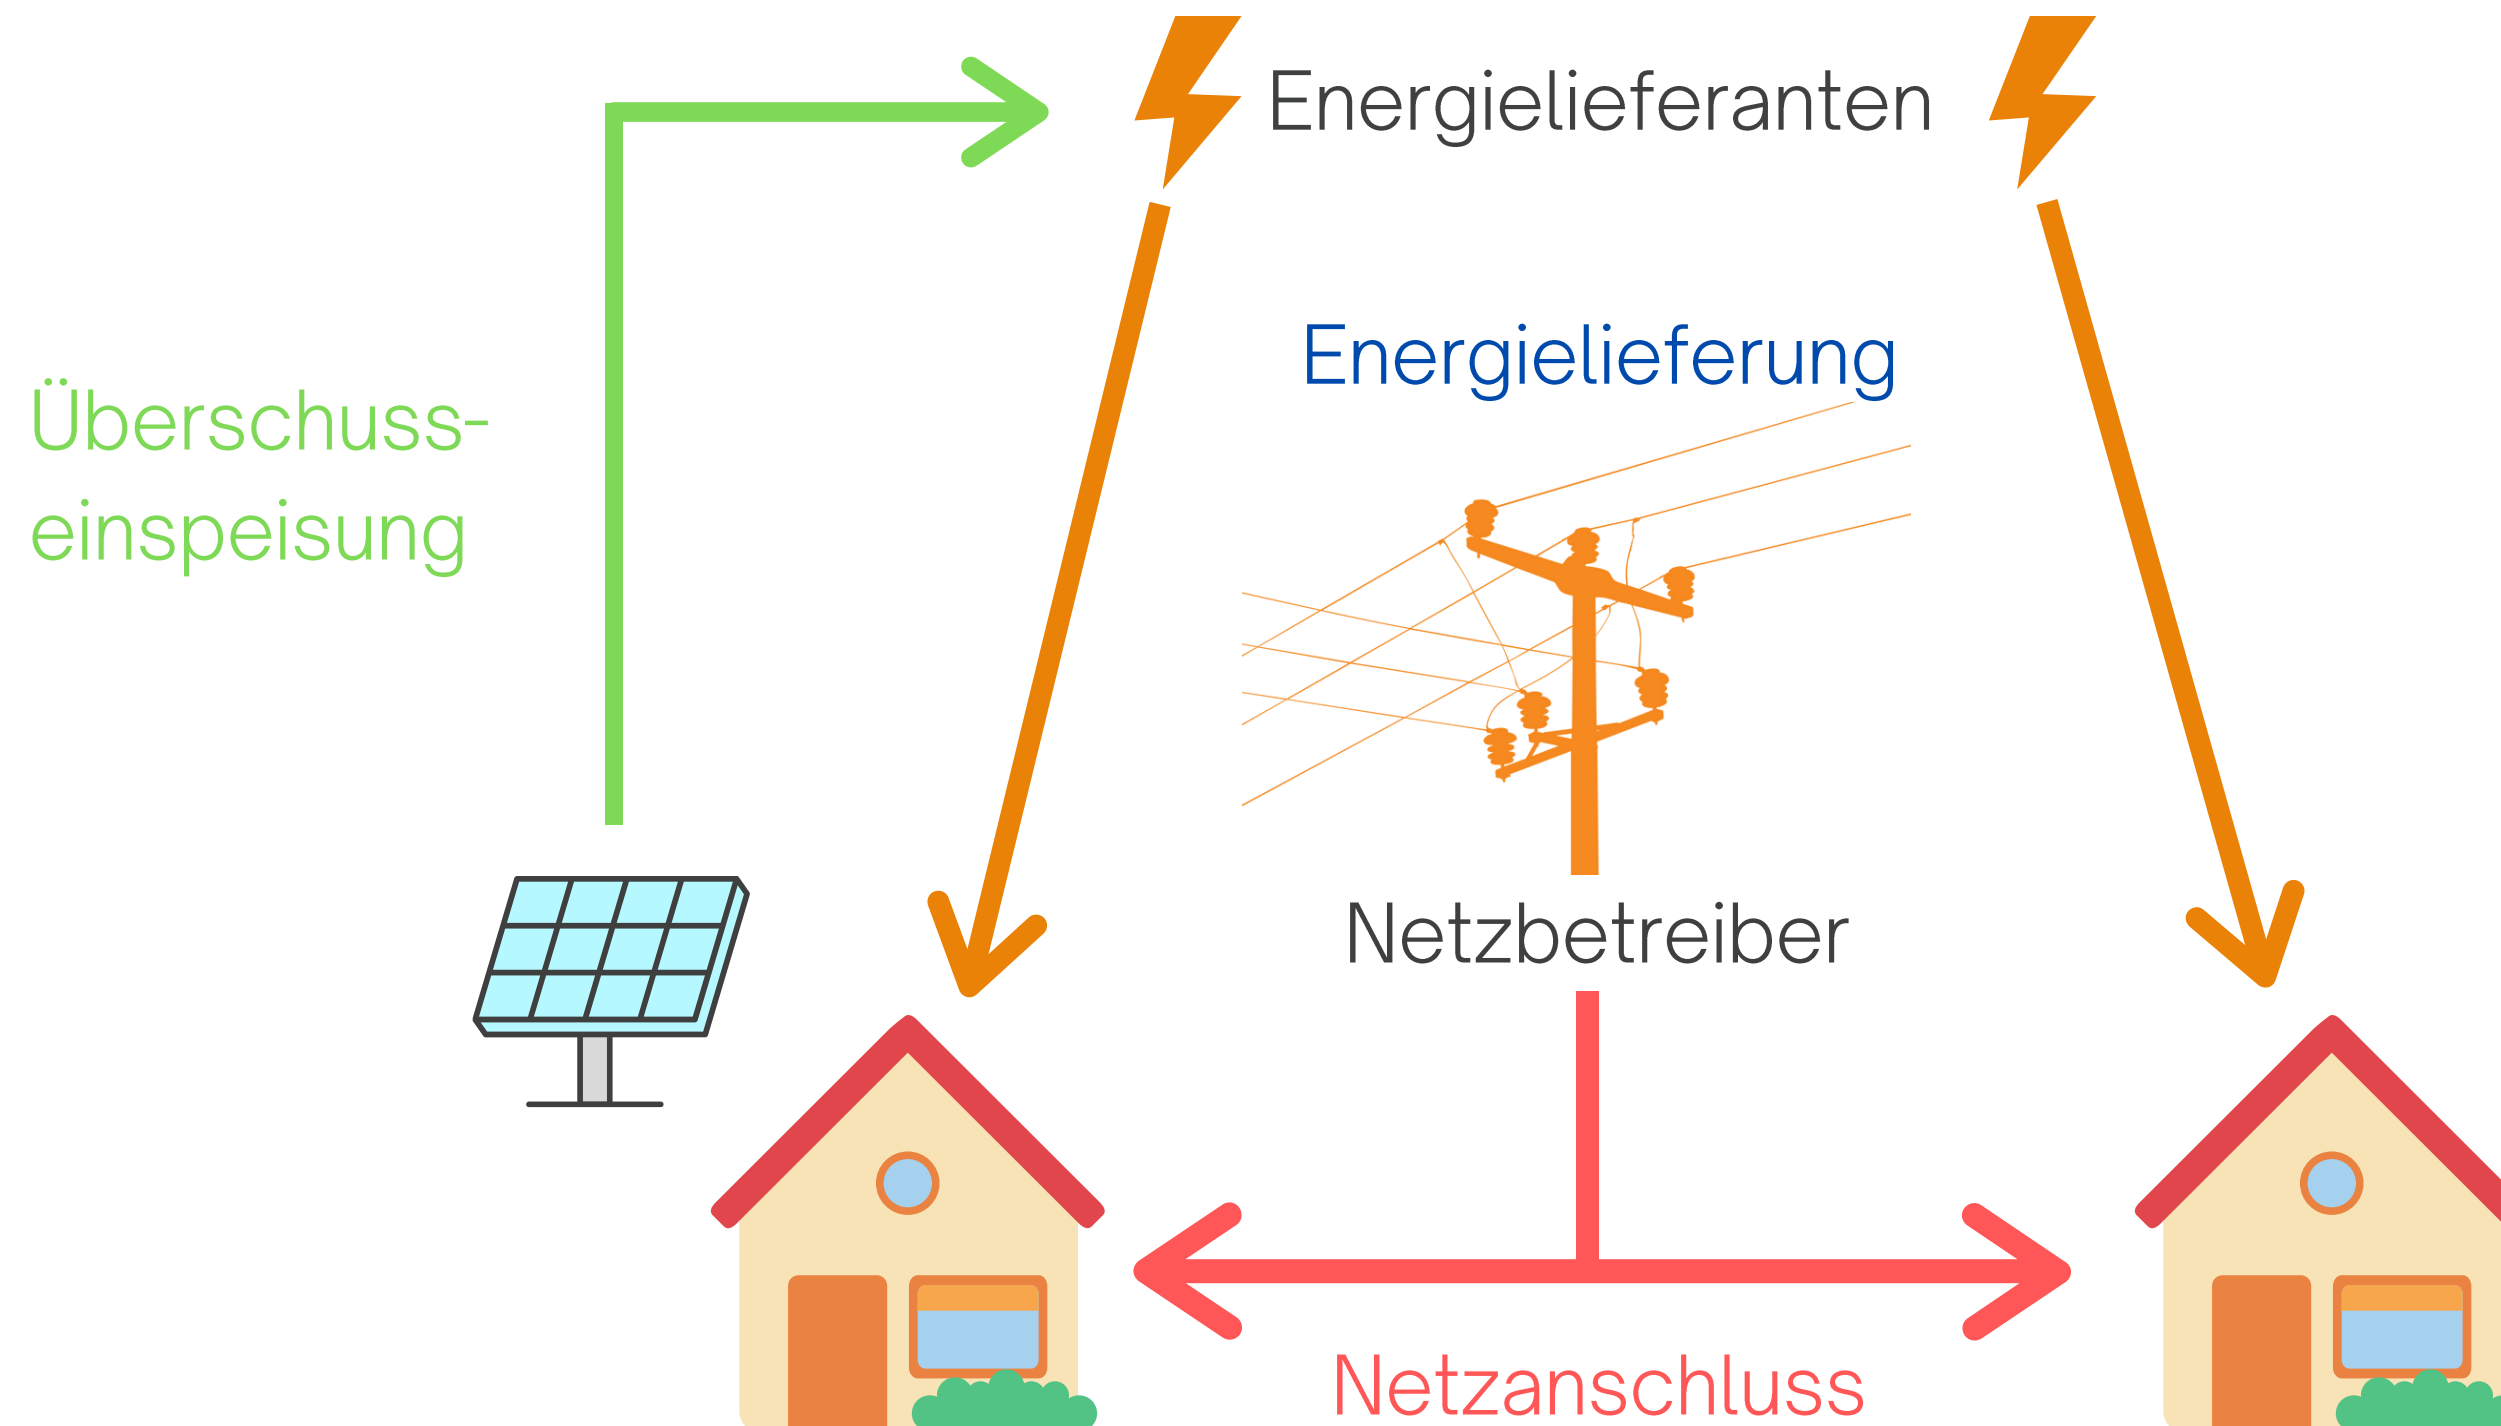 Energielieferanten
Energielieferung
Überschuss-
einspeisung
Netzbetreiber
Netzanschluss